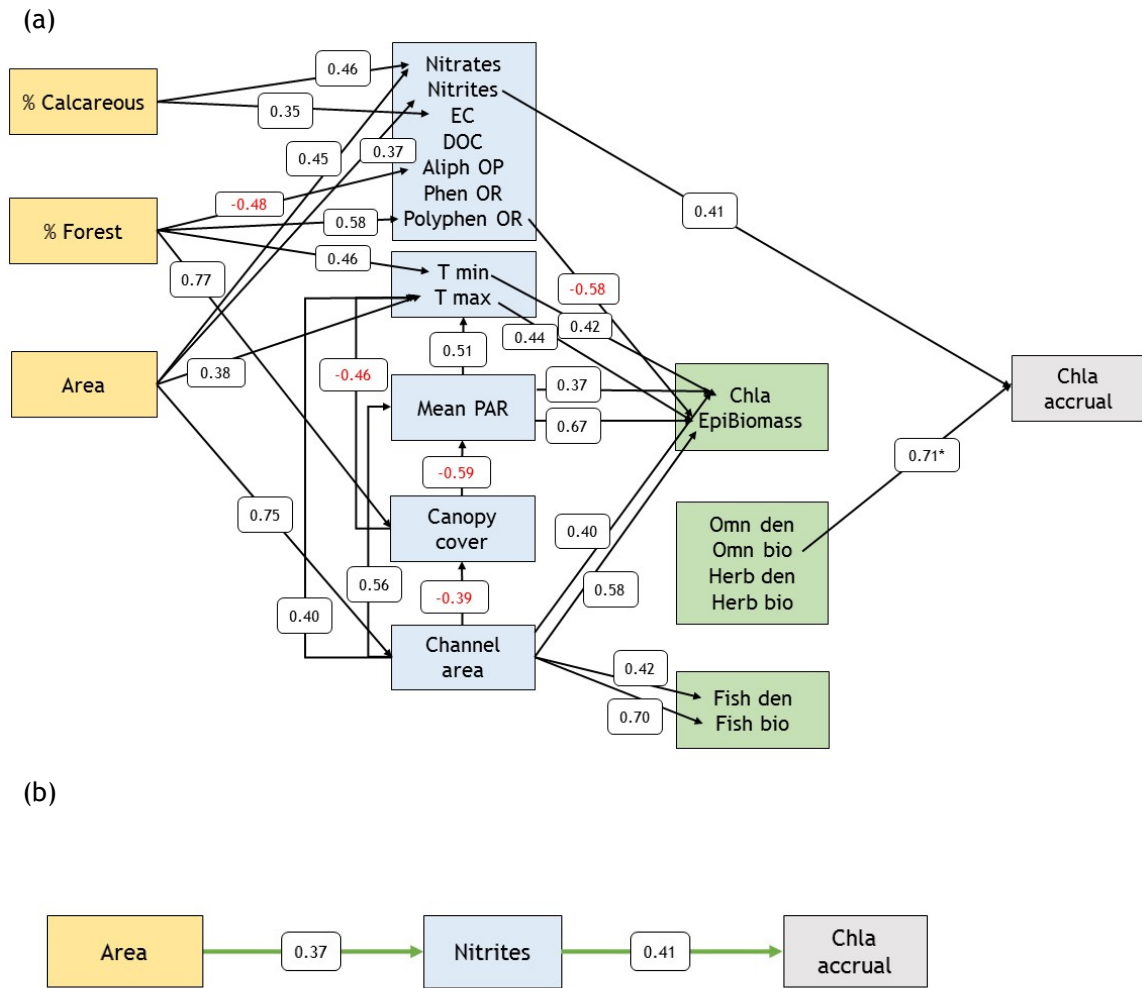 (a)
% Calcareous
% Forest
Area
Nitrates
Nitrites
EC
DOC
Aliph OP
Phen OR
Polyphen OR
T min
T max
Mean PAR
Canopy
cover
Channel
area
Chla
EpiBiomass
Omn den
Omn bio
Herb den
Herb bio
Fish den
Fish bio
Chla
accrual
0.46
0.35
0.45
0.37
-0.48
0.58
0.46
0.77
0.38
0.75
0.41
-0.58
0.42
0.44
0.51
-0.46
0.37
0.67
-0.59
0.71*
0.40
0.56
0.40
0.58
-0.39
0.42
0.70
(b)
Area
0.37
Nitrites
0.41
Chla
accrual